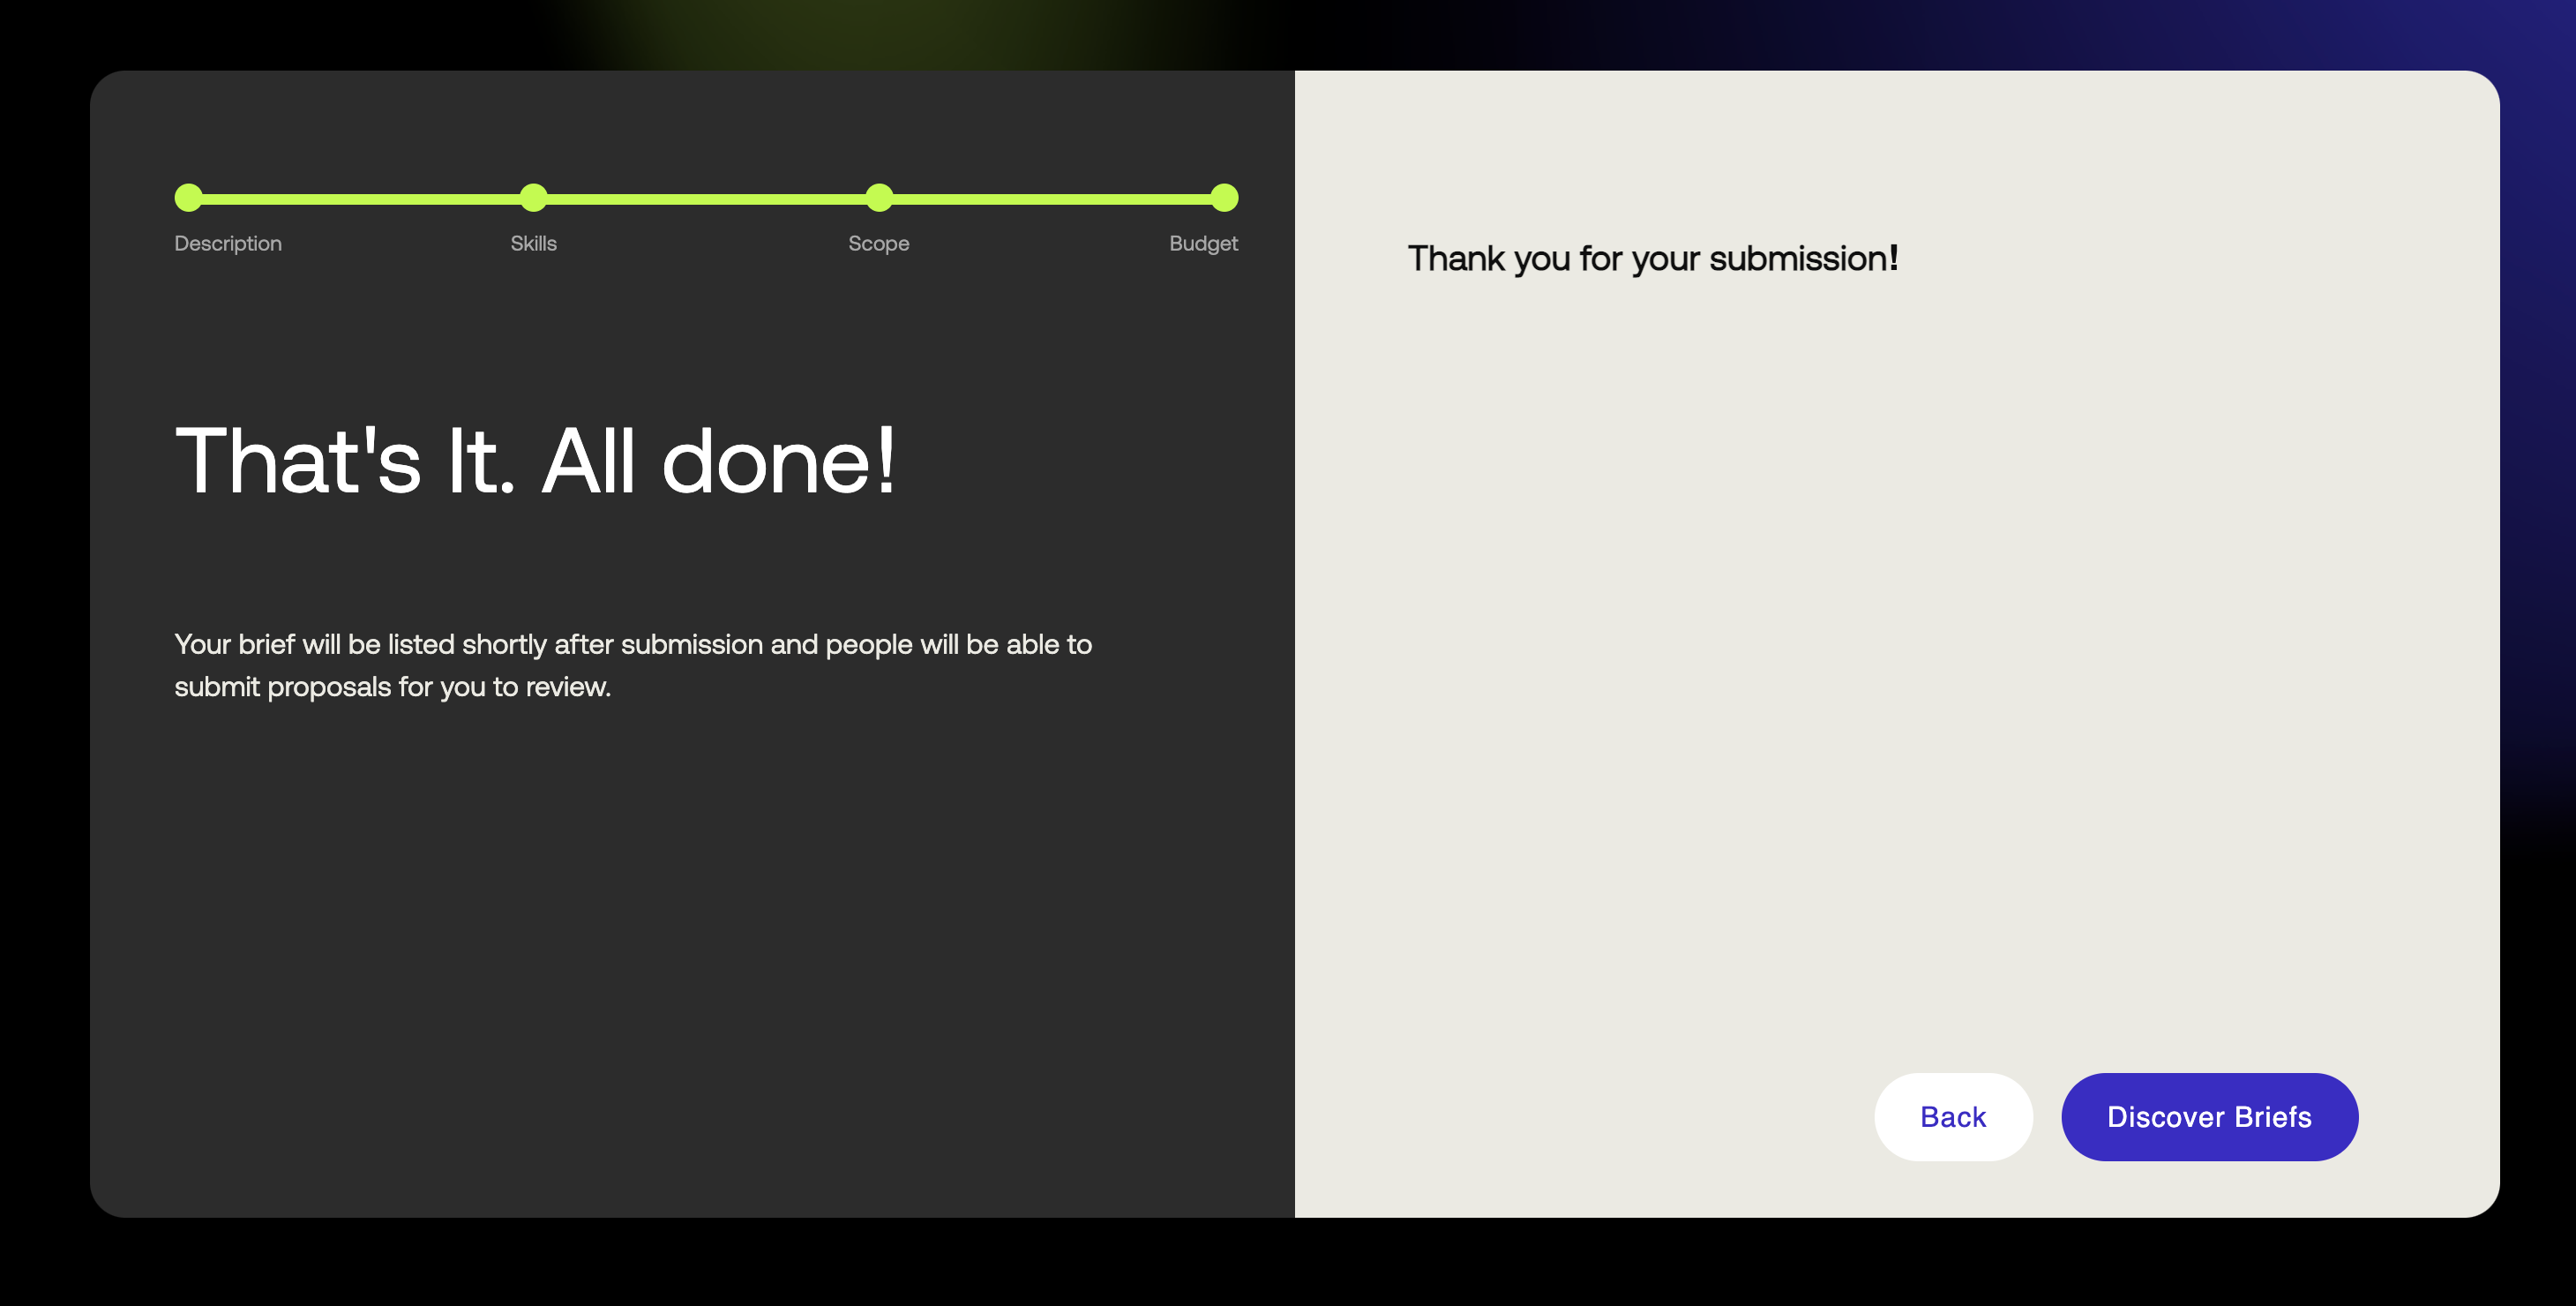 Description
Skills
Scope
Budget
That's It. All done!
Your brief will be listed shortly after submission and people will be able to
submit proposals for you to review.
Thank you for your submission!
Back
Discover Briefs